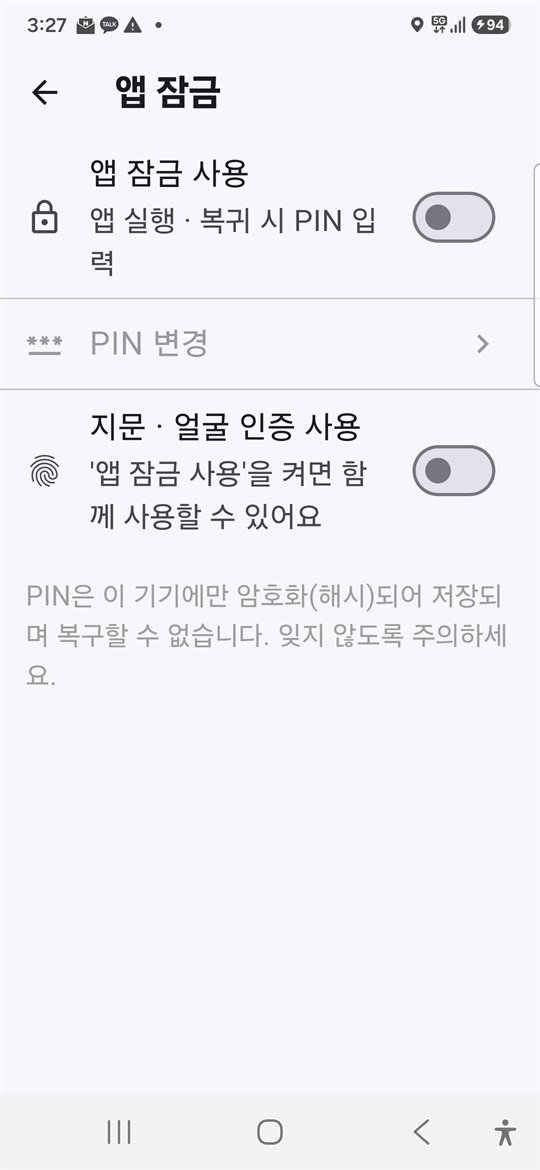 3:27 N TALK 5G 94
앱 잠금
앱 잠금 사용
앱 실행 · 복귀 시 PIN 입
력
*** PIN 변경
지문 · 얼굴 인증 사용
'앱 잠금 사용'을 켜면 함
께 사용할 수 있어요
PIN은 이 기기에만 암호화(해시)되어 저장되
며 복구할 수 없습니다. 잊지 않도록 주의하세
요.